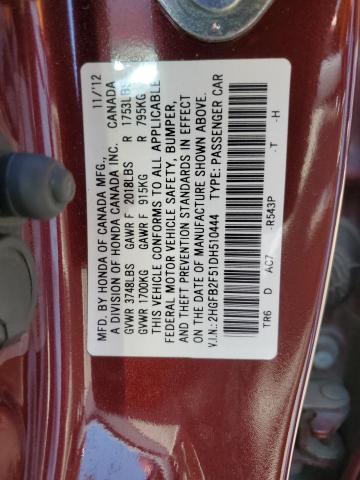 MFD. BY HONDA OF CANADA MFG., 11/'12
A DIVISION OF HONDA CANADA INC. CANADA
GVWR 3748LBS GAWR F 2018LBS R 1753LBS
GVWR 1700KG GAWR F 915KG R 795KG
THIS VEHICLE CONFORMS TO ALL APPLICABLE
FEDERAL MOTOR VEHICLE SAFETY, BUMPER,
AND THEFT PREVENTION STANDARDS IN EFFECT
ON THE DATE OF MANUFACTURE SHOWN ABOVE.
V.I.N.: 2HGFB2F51DH510444 TYPE: PASSENGER CAR
TR6 D AC7 -R543P .T -H